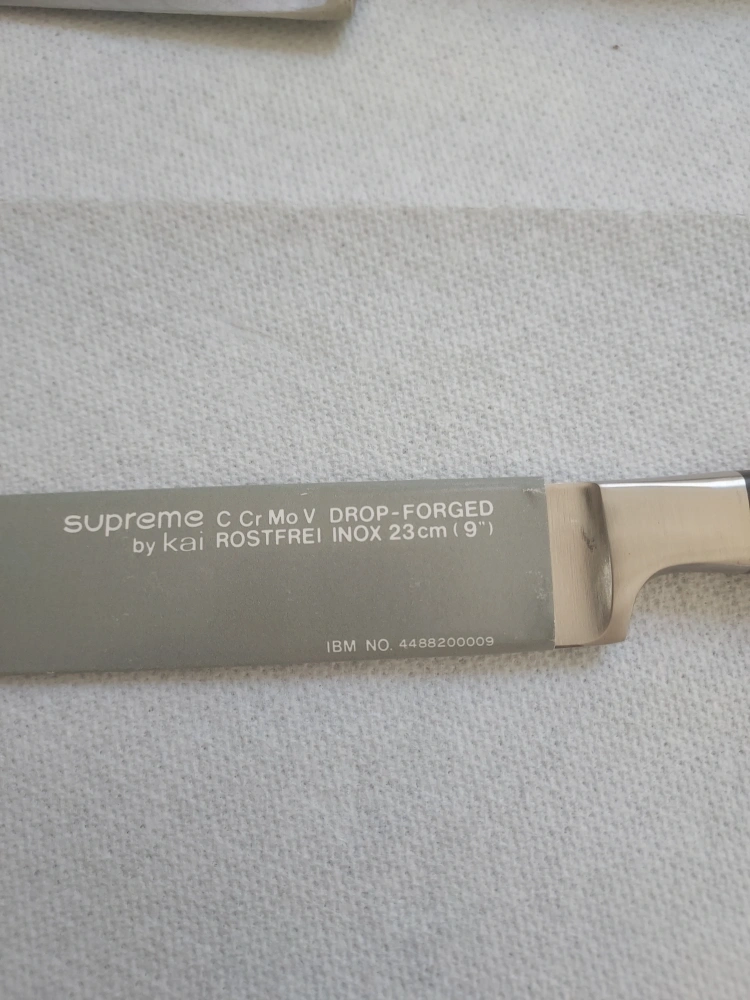 supreme C Cr Mo V DROP-FORGED
by kai ROSTFREI INOX 23cm (9")
IBM NO. 4488200009